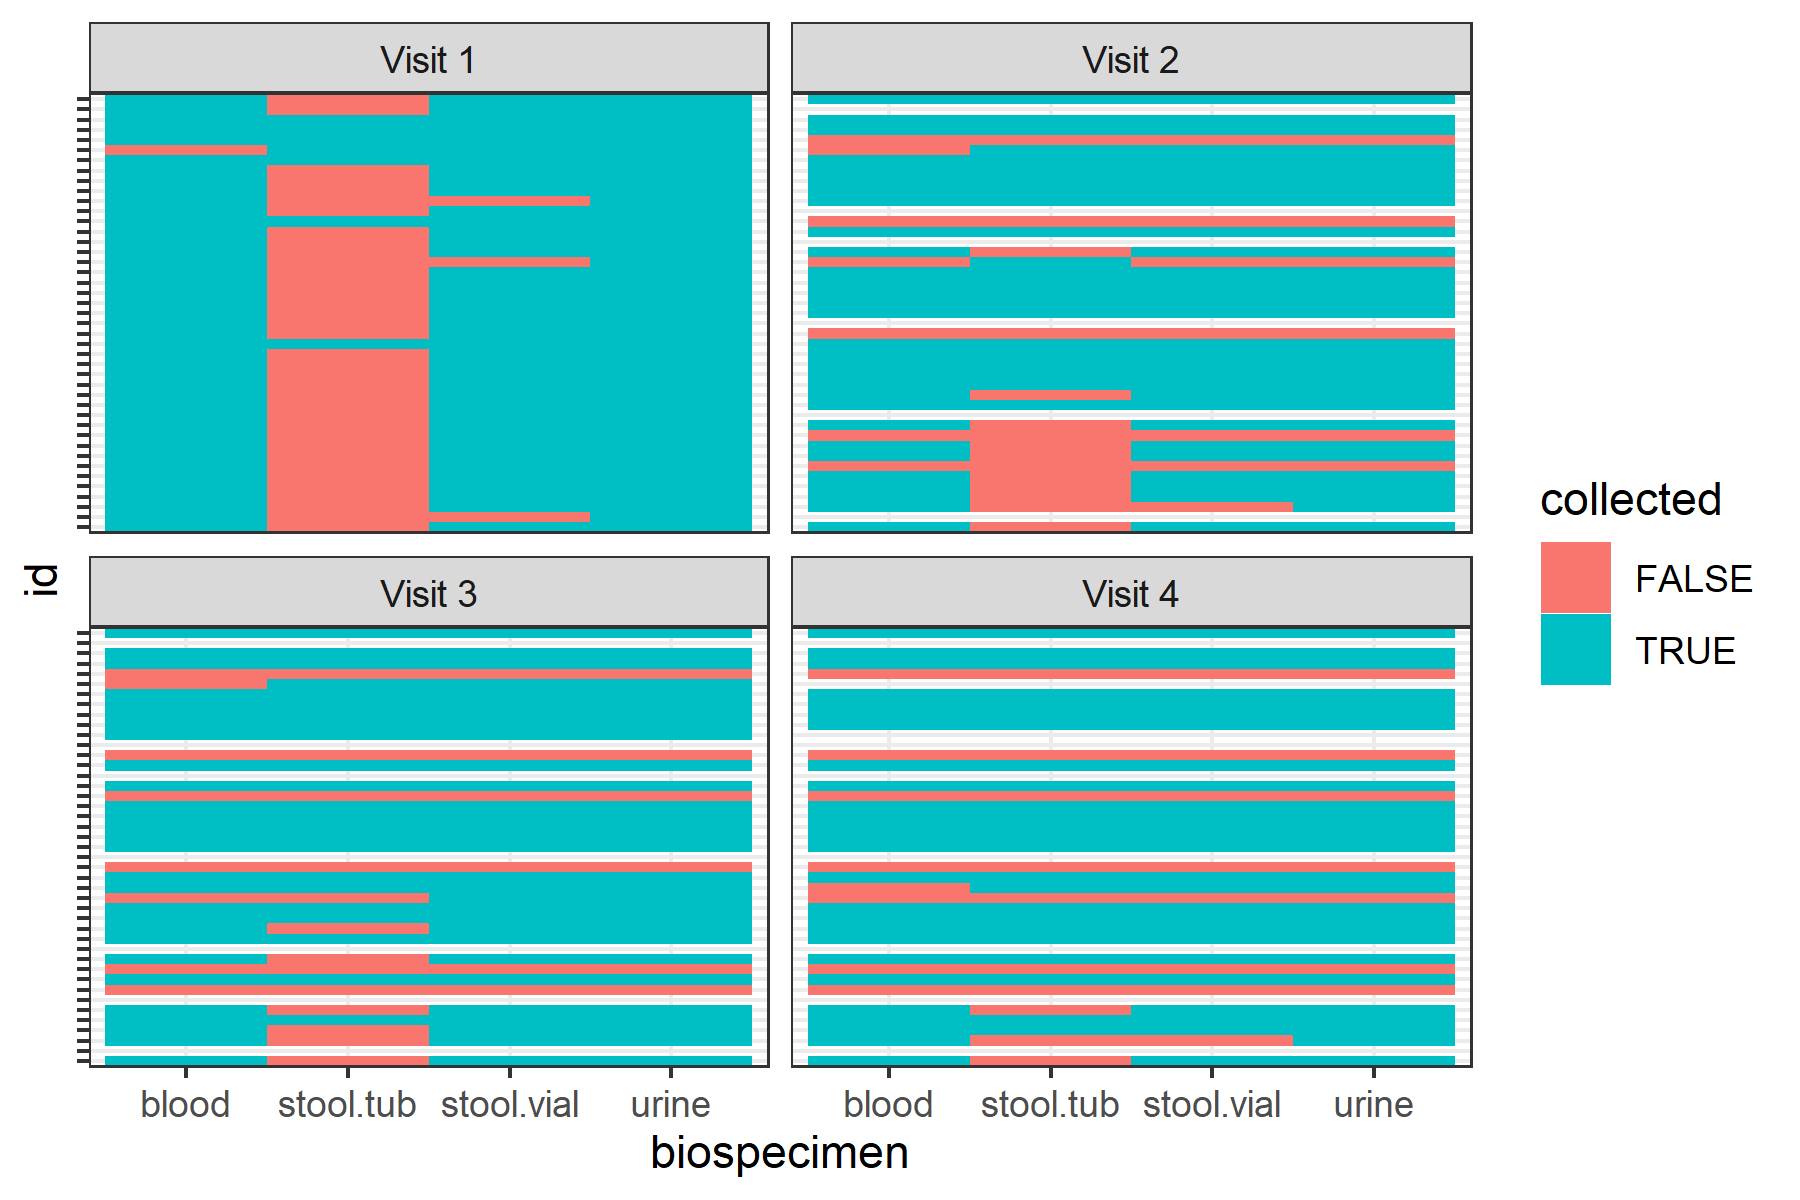 Visit 1
Visit 2
Visit 3
Visit 4
id
blood stool.tub stool.vial urine
blood stool.tub stool.vial urine
biospecimen
collected
FALSE
TRUE